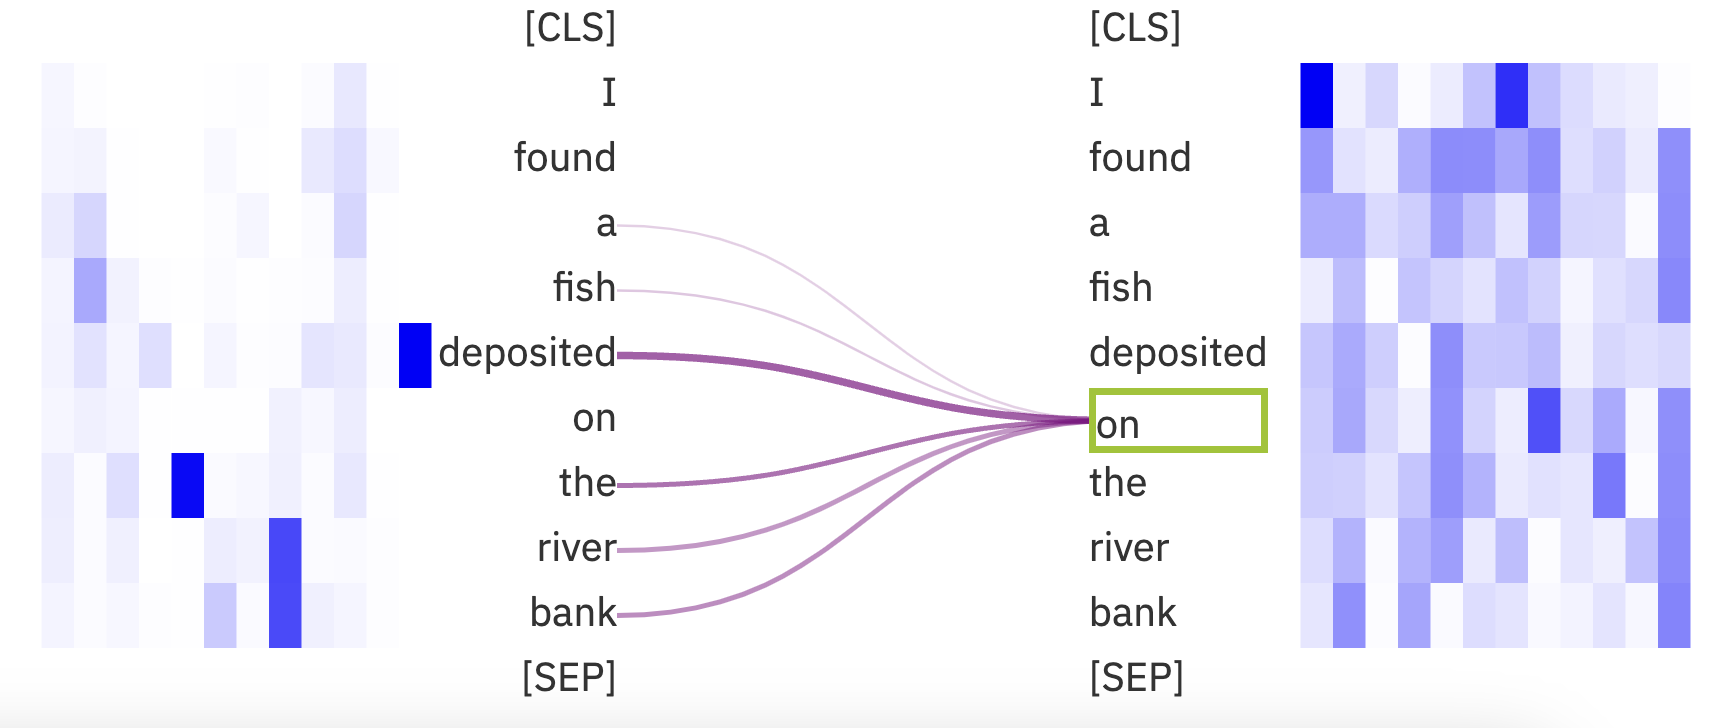 [CLS] [CLS]
I I
found found
a a
fish fish
deposited deposited
on on
the the
river river
bank bank
[SEP] [SEP]